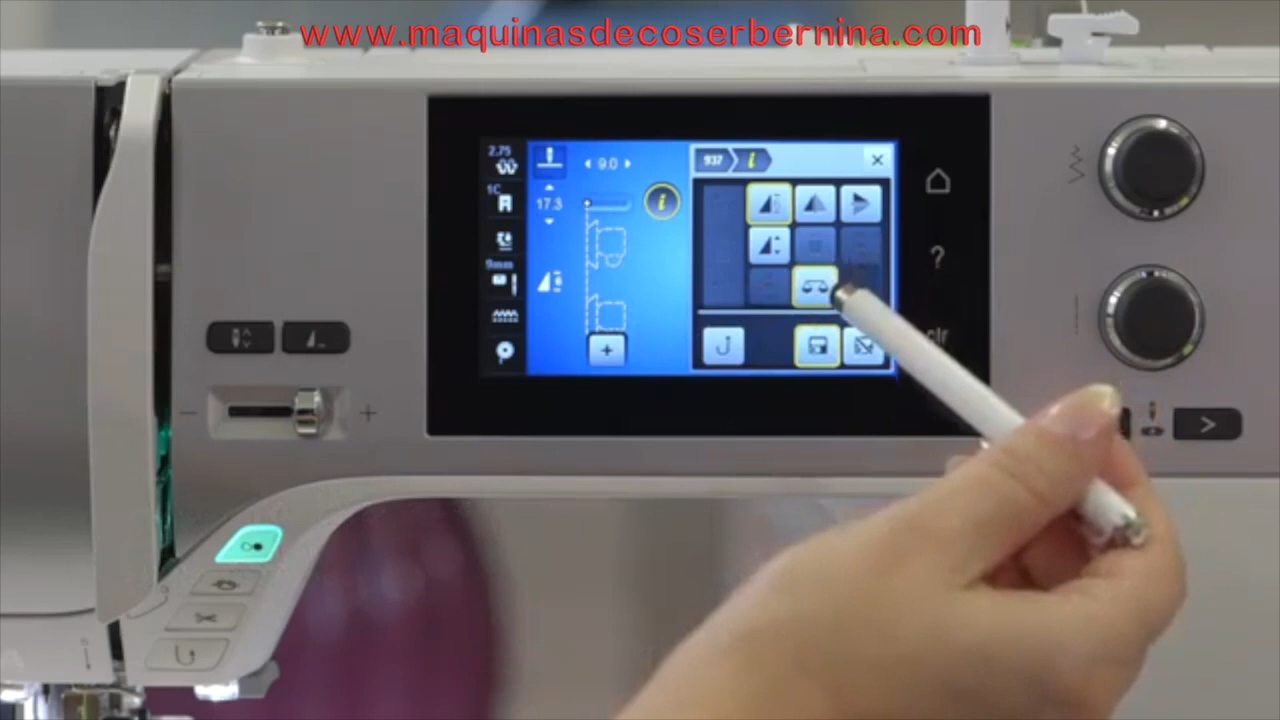 www.maquinasdecoserbernina.com
2.75
9.0
937
i
1C
17.3
i
9mm
?
clr